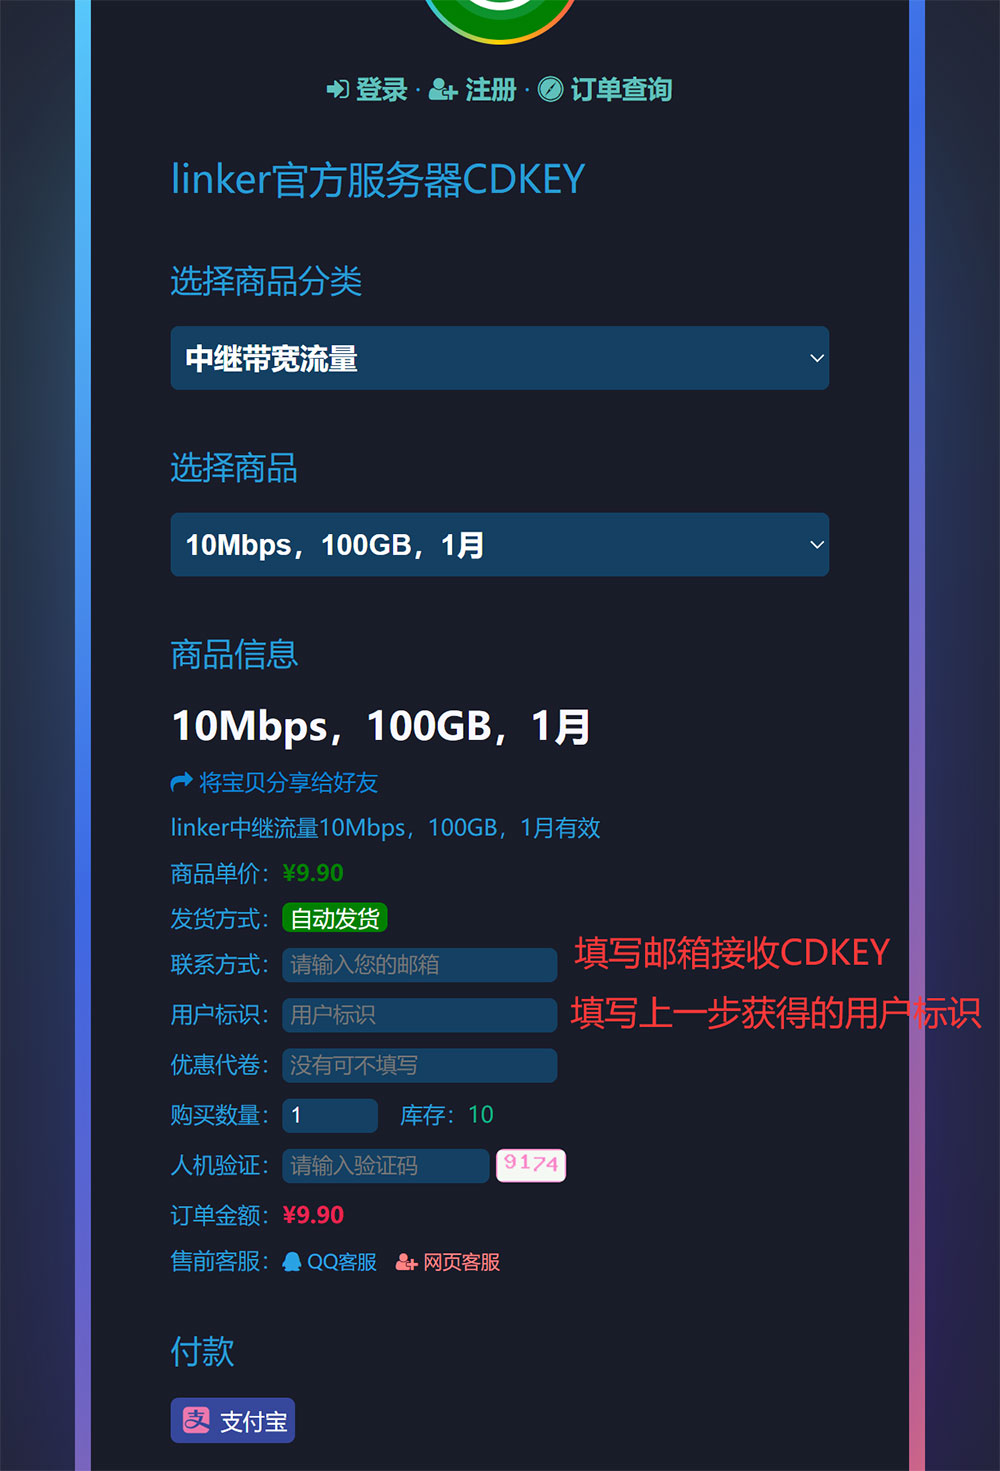 登录 · 注册 · 订单查询
linker官方服务器CDKEY
选择商品分类
中继带宽流量
选择商品
10Mbps，100GB，1月
商品信息
10Mbps，100GB，1月
将宝贝分享给好友
linker中继流量10Mbps，100GB，1月有效
商品单价：¥9.90
发货方式：自动发货
联系方式：请输入您的邮箱 填写邮箱接收CDKEY
用户标识：用户标识 填写上一步获得的用户标识
优惠代卷：没有可不填写
购买数量：1 库存：10
人机验证：请输入验证码 9174
订单金额：¥9.90
售前客服：QQ客服 网页客服
付款
支付宝